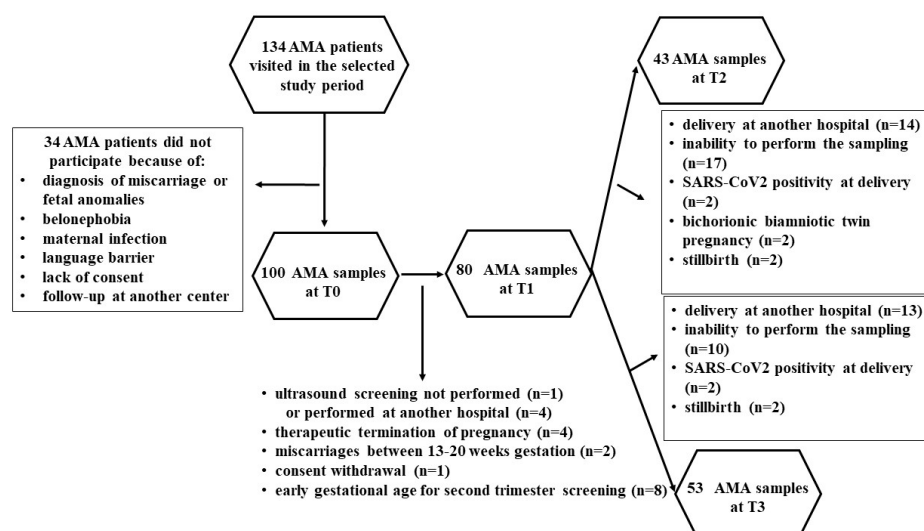 134 AMA patients
visited in the selected
study period
34 AMA patients did not
participate because of:
• diagnosis of miscarriage or
fetal anomalies
• belonephobia
• maternal infection
• language barrier
• lack of consent
• follow-up at another center
100 AMA samples
at T0
80 AMA samples
at T1
• ultrasound screening not performed (n=1)
or performed at another hospital (n=4)
• therapeutic termination of pregnancy (n=4)
• miscarriages between 13-20 weeks gestation (n=2)
• consent withdrawal (n=1)
• early gestational age for second trimester screening (n=8)
43 AMA samples
at T2
• delivery at another hospital (n=14)
• inability to perform the sampling
(n=17)
• SARS-CoV2 positivity at delivery
(n=2)
• bichorionic biamniotic twin
pregnancy (n=2)
• stillbirth (n=2)
• delivery at another hospital (n=13)
• inability to perform the sampling
(n=10)
• SARS-CoV2 positivity at delivery
(n=2)
• stillbirth (n=2)
53 AMA samples
at T3